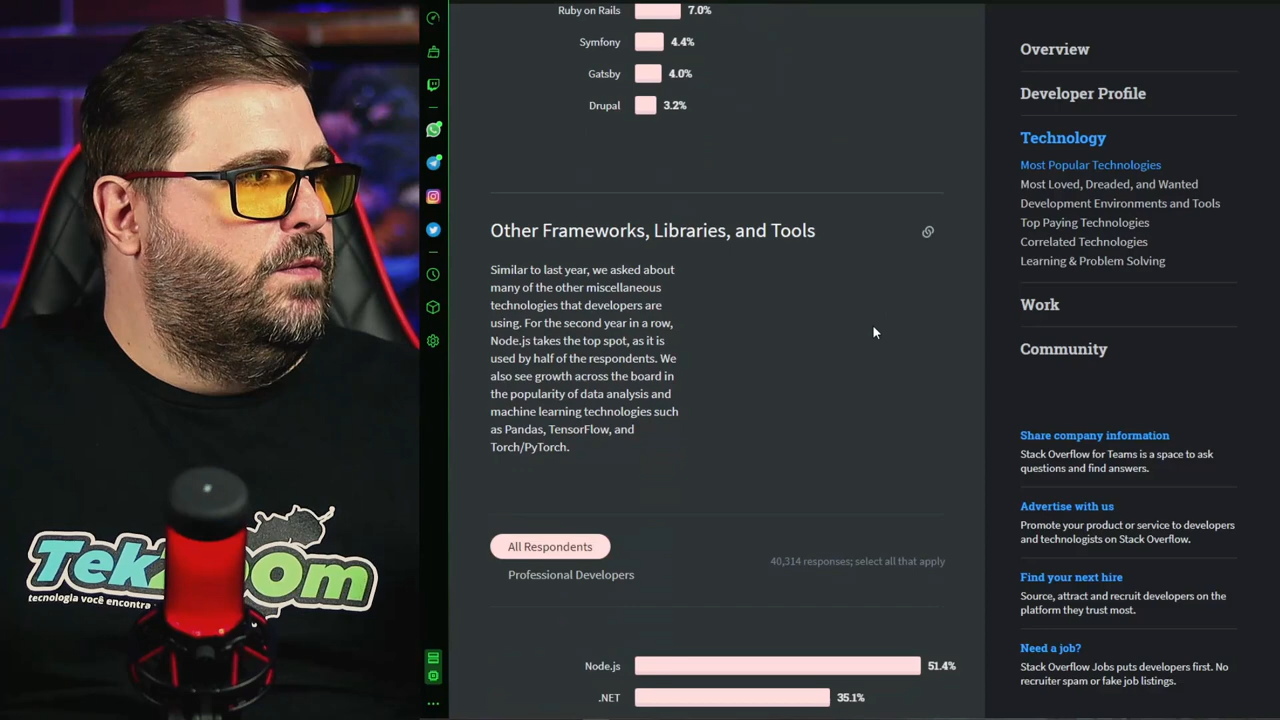 Ruby on Rails 7.0%
Symfony 4.4%
Gatsby 4.0%
Drupal 3.2%
Other Frameworks, Libraries, and Tools
Similar to last year, we asked about
many of the other miscellaneous
technologies that developers are
using. For the second year in a row,
Node.js takes the top spot, as it is
used by half of the respondents. We
also see growth across the board in
the popularity of data analysis and
machine learning technologies such
as Pandas, TensorFlow, and
Torch/PyTorch.
All Respondents
Professional Developers
40,314 responses; select all that apply
Node.js 51.4%
.NET 35.1%
Overview
Developer Profile
Technology
Most Popular Technologies
Most Loved, Dreaded, and Wanted
Development Environments and Tools
Top Paying Technologies
Correlated Technologies
Learning & Problem Solving
Work
Community
Share company information
Stack Overflow for Teams is a space to ask
questions and find answers.
Advertise with us
Promote your product or service to developers
and technologists on Stack Overflow.
Find your next hire
Source, attract and recruit developers on the
platform they trust most.
Need a job?
Stack Overflow Jobs puts developers first. No
recruiter spam or fake job listings.
tecnologia você encontra